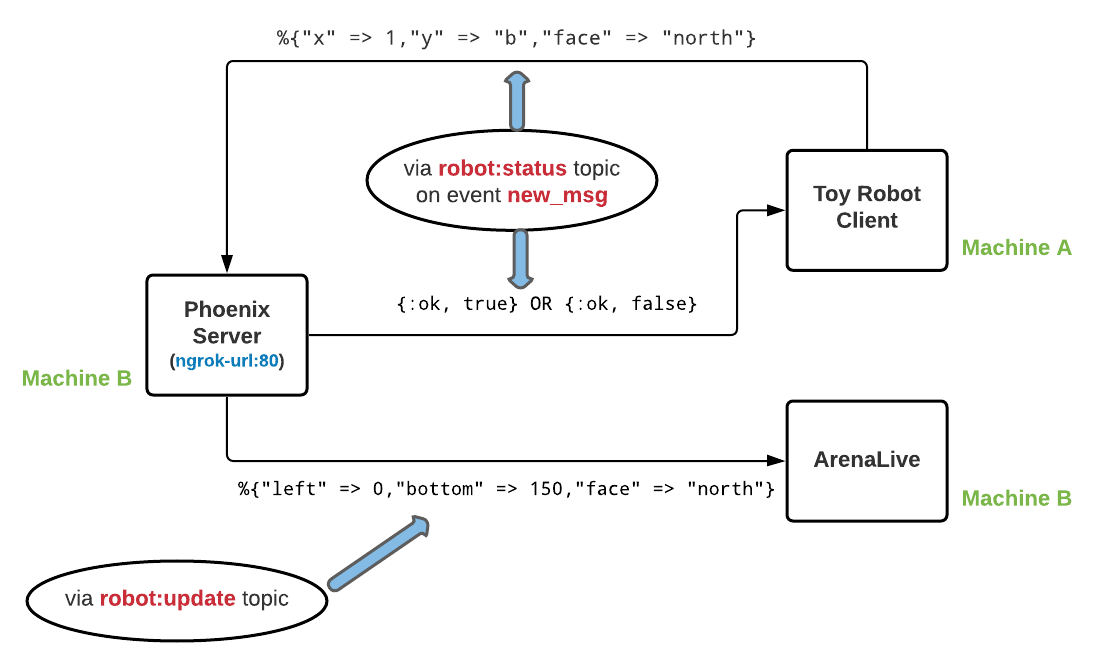 %{"x" => 1,"y" => "b","face" => "north"}
via robot:status topic
on event new_msg
Toy Robot
Client
Machine A
{:ok, true} OR {:ok, false}
Phoenix
Server
(ngrok-url:80)
Machine B
ArenaLive
%{"left" => 0,"bottom" => 150,"face" => "north"}
Machine B
via robot:update topic